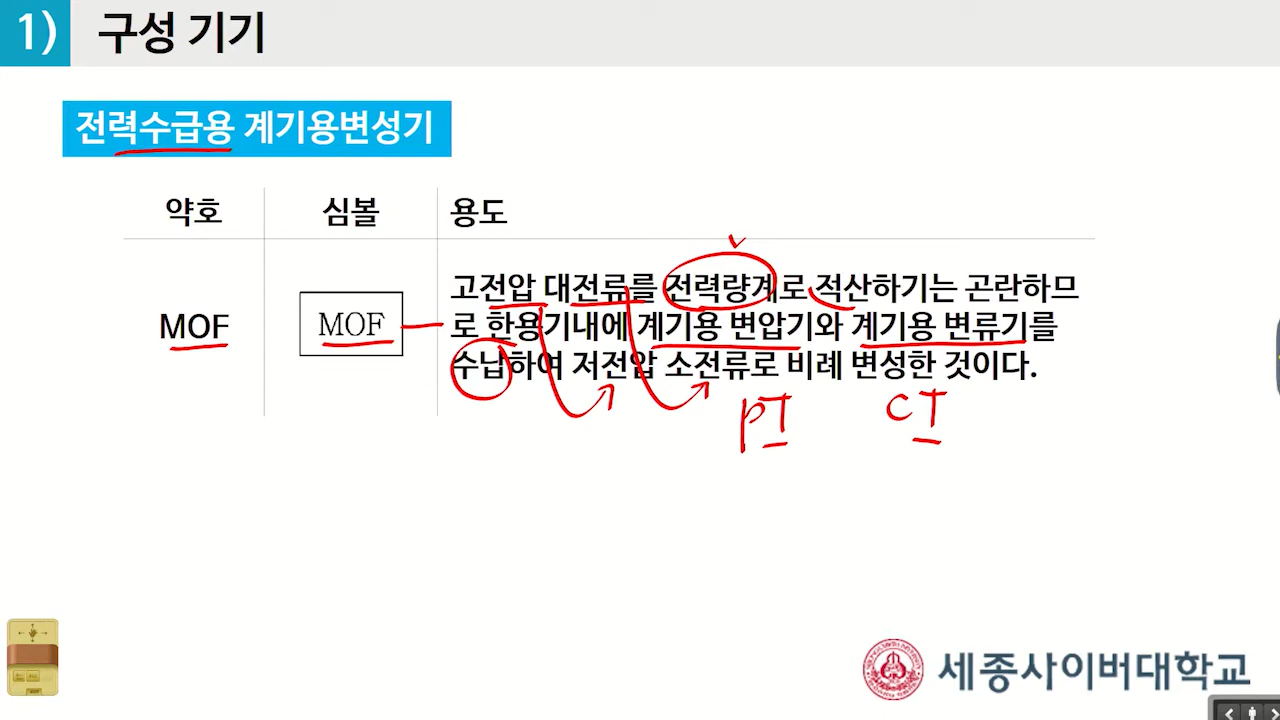 1) 구성 기기
전력수급용 계기용변성기
약호 심볼 용도
고전압 대전류를 전력량계로 적산하기는 곤란하므
MOF MOF 로 한용기내에 계기용 변압기와 계기용 변류기를
수납하여 저전압 소전류로 비례 변성한 것이다.
PT CT
세종사이버대학교